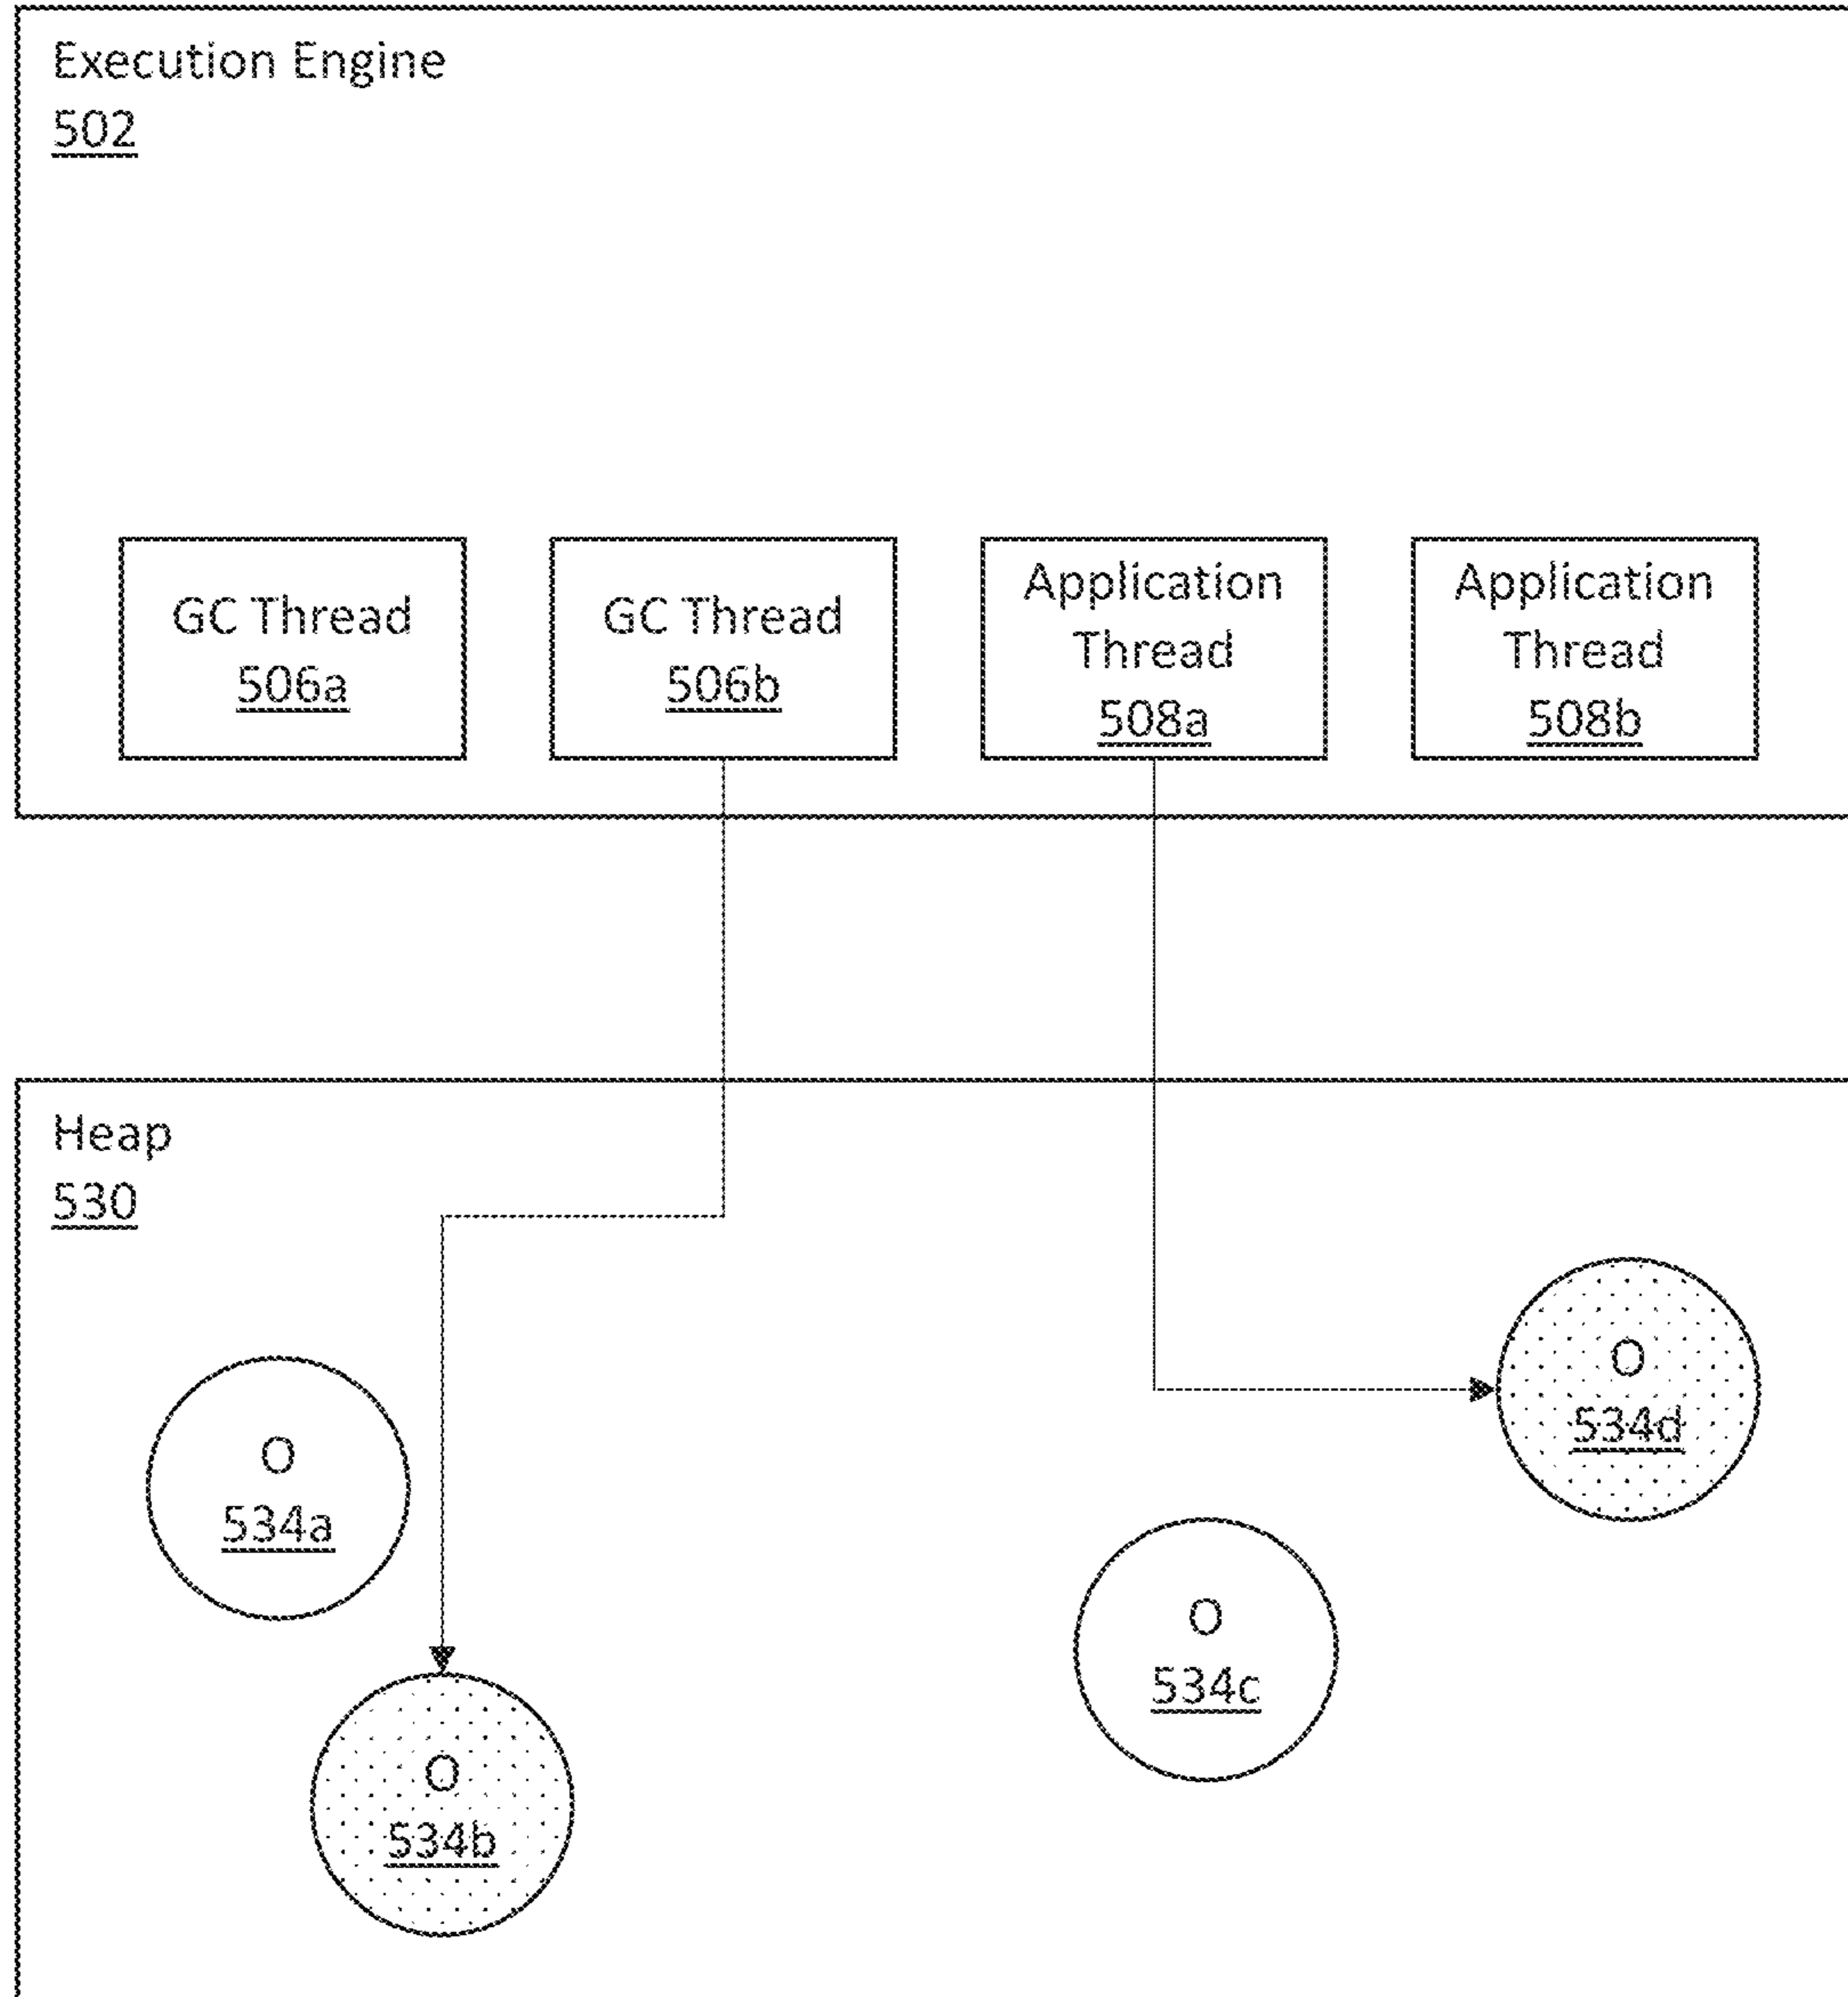 Execution Engine
502
GC Thread
506a
GC Thread
506b
Application
Thread
508a
Application
Thread
508b
Heap
530
O
534a
O
534b
O
534c
O
534d